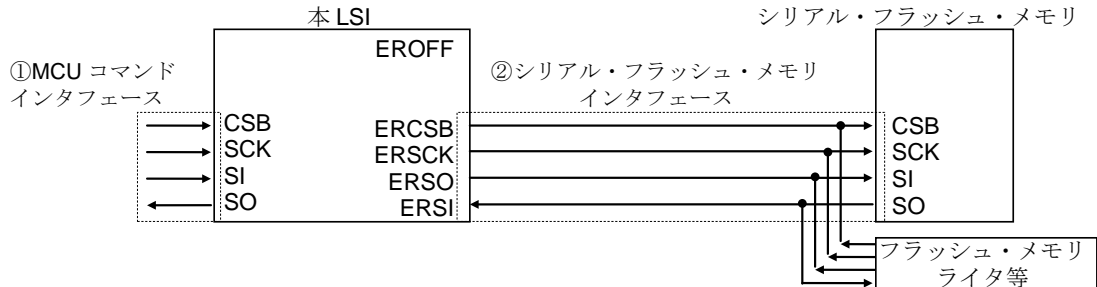 本 LSI
シリアル・フラッシュ・メモリ
EROFF
①MCU コマンド
インタフェース
②シリアル・フラッシュ・メモリ
インタフェース
CSB
SCK
SI
SO
ERCSB
ERSCK
ERSO
ERSI
CSB
SCK
SI
SO
フラッシュ・メモリ
ライタ等